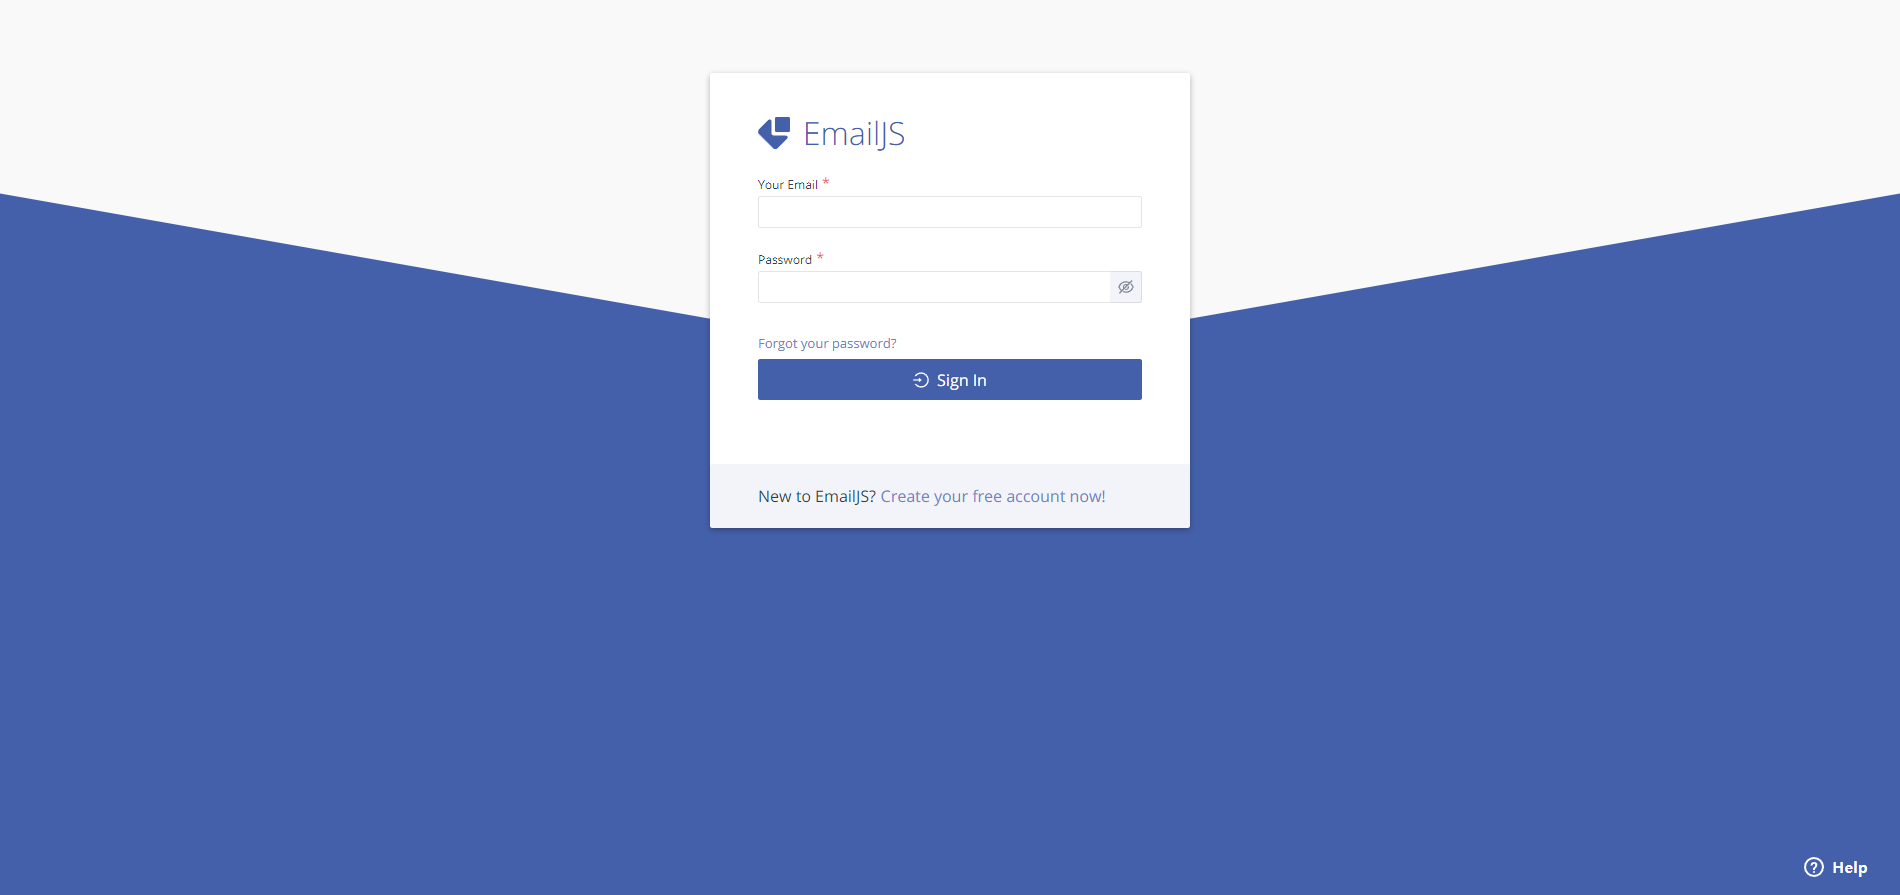 EmailJS
Your Email *
Password *
Forgot your password?
Sign In
New to EmailJS? Create your free account now!
Help